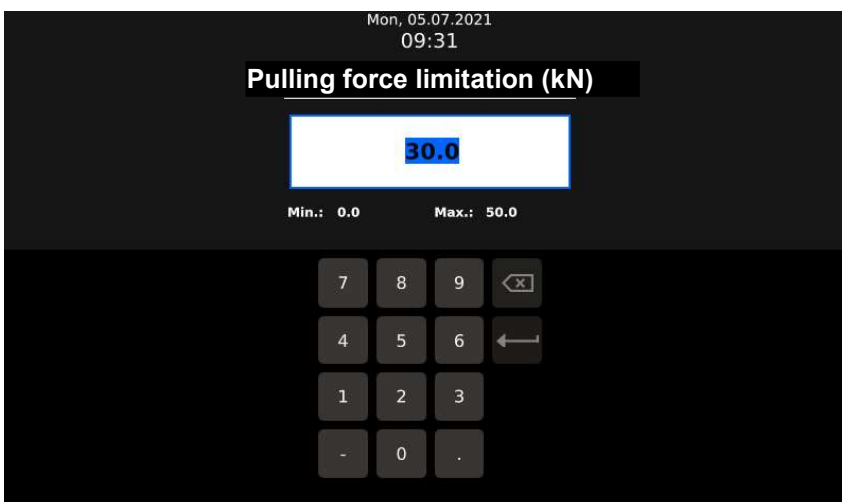 Mon, 05.07.2021
09:31
Pulling force limitation (kN)
30.0
Min.: 0.0 Max.: 50.0
7 8 9
4 5 6
1 2 3
- 0 .